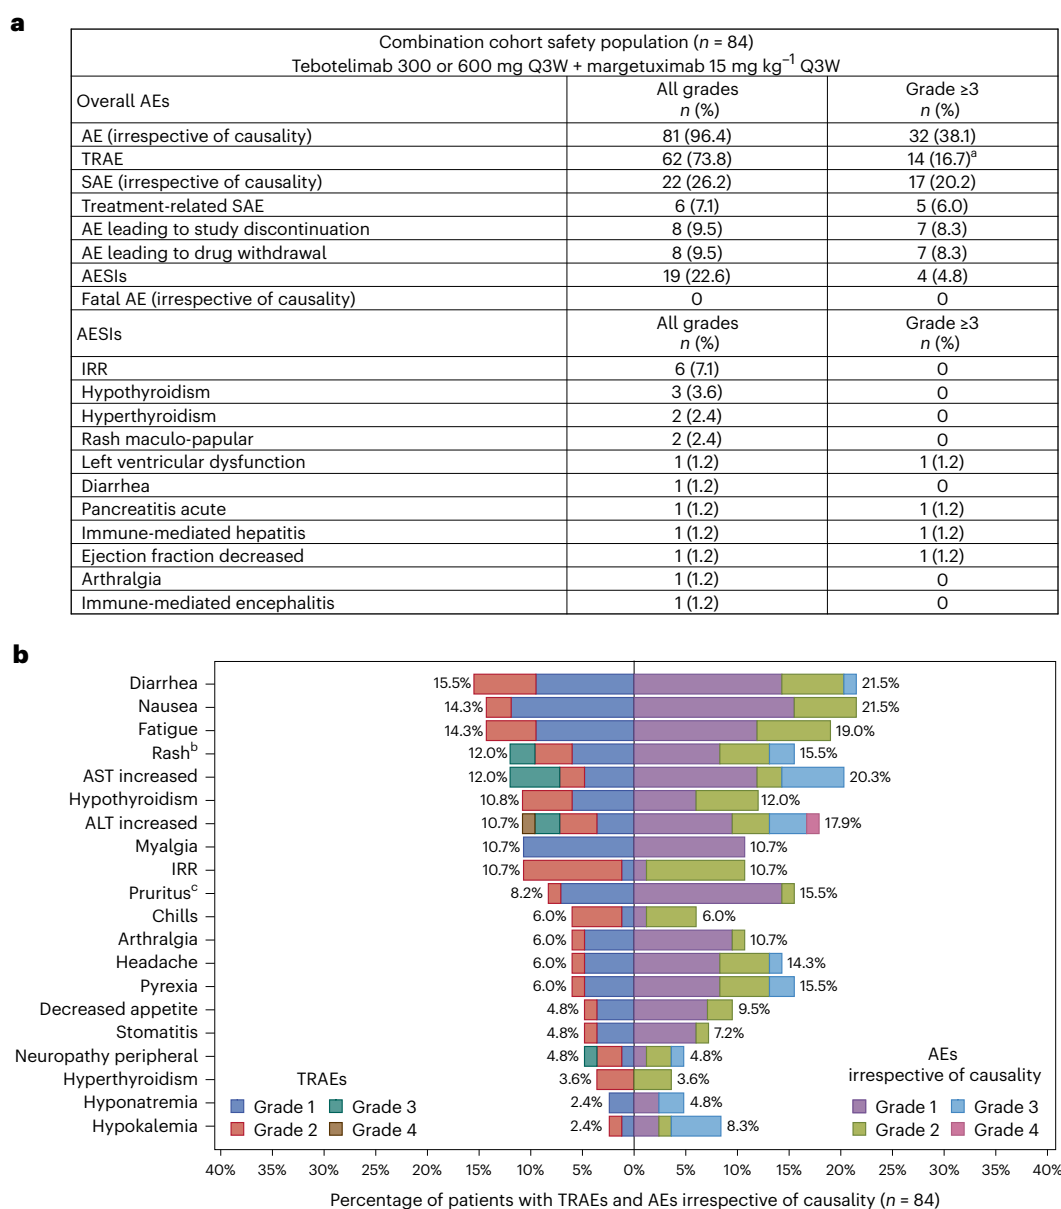 a
Combination cohort safety population (n = 84)
Tebotelimab 300 or 600 mg Q3W + margetuximab 15 mg kg⁻¹ Q3W
Overall AEs All grades n (%) Grade ≥3 n (%)
AE (irrespective of causality) 81 (96.4) 32 (38.1)
TRAE 62 (73.8) 14 (16.7)ᵃ
SAE (irrespective of causality) 22 (26.2) 17 (20.2)
Treatment-related SAE 6 (7.1) 5 (6.0)
AE leading to study discontinuation 8 (9.5) 7 (8.3)
AE leading to drug withdrawal 8 (9.5) 7 (8.3)
AESIs 19 (22.6) 4 (4.8)
Fatal AE (irrespective of causality) 0 0
AESIs All grades n (%) Grade ≥3 n (%)
IRR 6 (7.1) 0
Hypothyroidism 3 (3.6) 0
Hyperthyroidism 2 (2.4) 0
Rash maculo-papular 2 (2.4) 0
Left ventricular dysfunction 1 (1.2) 1 (1.2)
Diarrhea 1 (1.2) 0
Pancreatitis acute 1 (1.2) 1 (1.2)
Immune-mediated hepatitis 1 (1.2) 1 (1.2)
Ejection fraction decreased 1 (1.2) 1 (1.2)
Arthralgia 1 (1.2) 0
Immune-mediated encephalitis 1 (1.2) 0
b
Diarrhea 15.5% 21.5%
Nausea 14.3% 21.5%
Fatigue 14.3% 19.0%
Rashᵇ 12.0% 15.5%
AST increased 12.0% 20.3%
Hypothyroidism 10.8% 12.0%
ALT increased 10.7% 17.9%
Myalgia 10.7% 10.7%
IRR 10.7% 10.7%
Pruritusᶜ 8.2% 15.5%
Chills 6.0% 6.0%
Arthralgia 6.0% 10.7%
Headache 6.0% 14.3%
Pyrexia 6.0% 15.5%
Decreased appetite 4.8% 9.5%
Stomatitis 4.8% 7.2%
Neuropathy peripheral 4.8% 4.8%
Hyperthyroidism 3.6% 3.6%
Hyponatremia 2.4% 4.8%
Hypokalemia 2.4% 8.3%
TRAEs
Grade 1 Grade 3
Grade 2 Grade 4
AEs
irrespective of causality
Grade 1 Grade 3
Grade 2 Grade 4
40% 35% 30% 25% 20% 15% 10% 5% 0% 5% 10% 15% 20% 25% 30% 35% 40%
Percentage of patients with TRAEs and AEs irrespective of causality (n = 84)